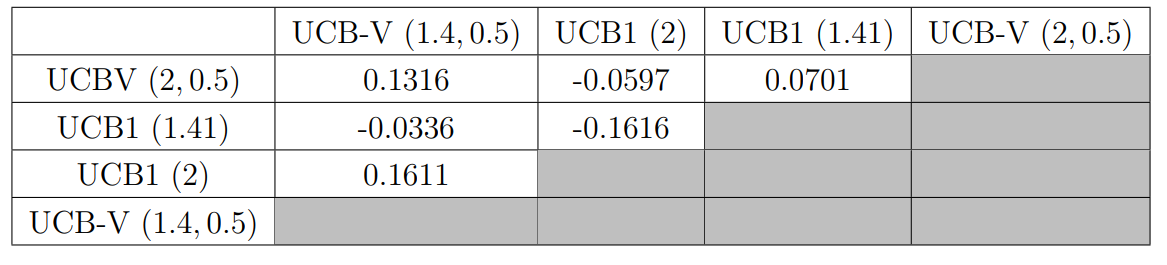 UCB-V (1.4, 0.5) UCB1 (2) UCB1 (1.41) UCB-V (2, 0.5)
UCBV (2, 0.5) 0.1316 -0.0597 0.0701
UCB1 (1.41) -0.0336 -0.1616
UCB1 (2) 0.1611
UCB-V (1.4, 0.5)